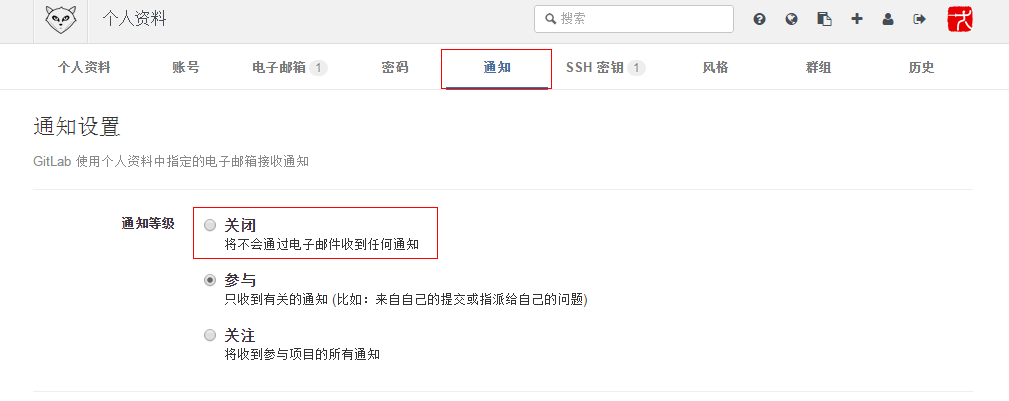 个人资料
搜索
个人资料 账号 电子邮箱 1 密码 通知 SSH 密钥 1 风格 群组 历史
通知设置
GitLab 使用个人资料中指定的电子邮箱接收通知
通知等级
关闭
将不会通过电子邮件收到任何通知
参与
只收到有关的通知 (比如：来自自己的提交或指派给自己的问题)
关注
将收到参与项目的所有通知